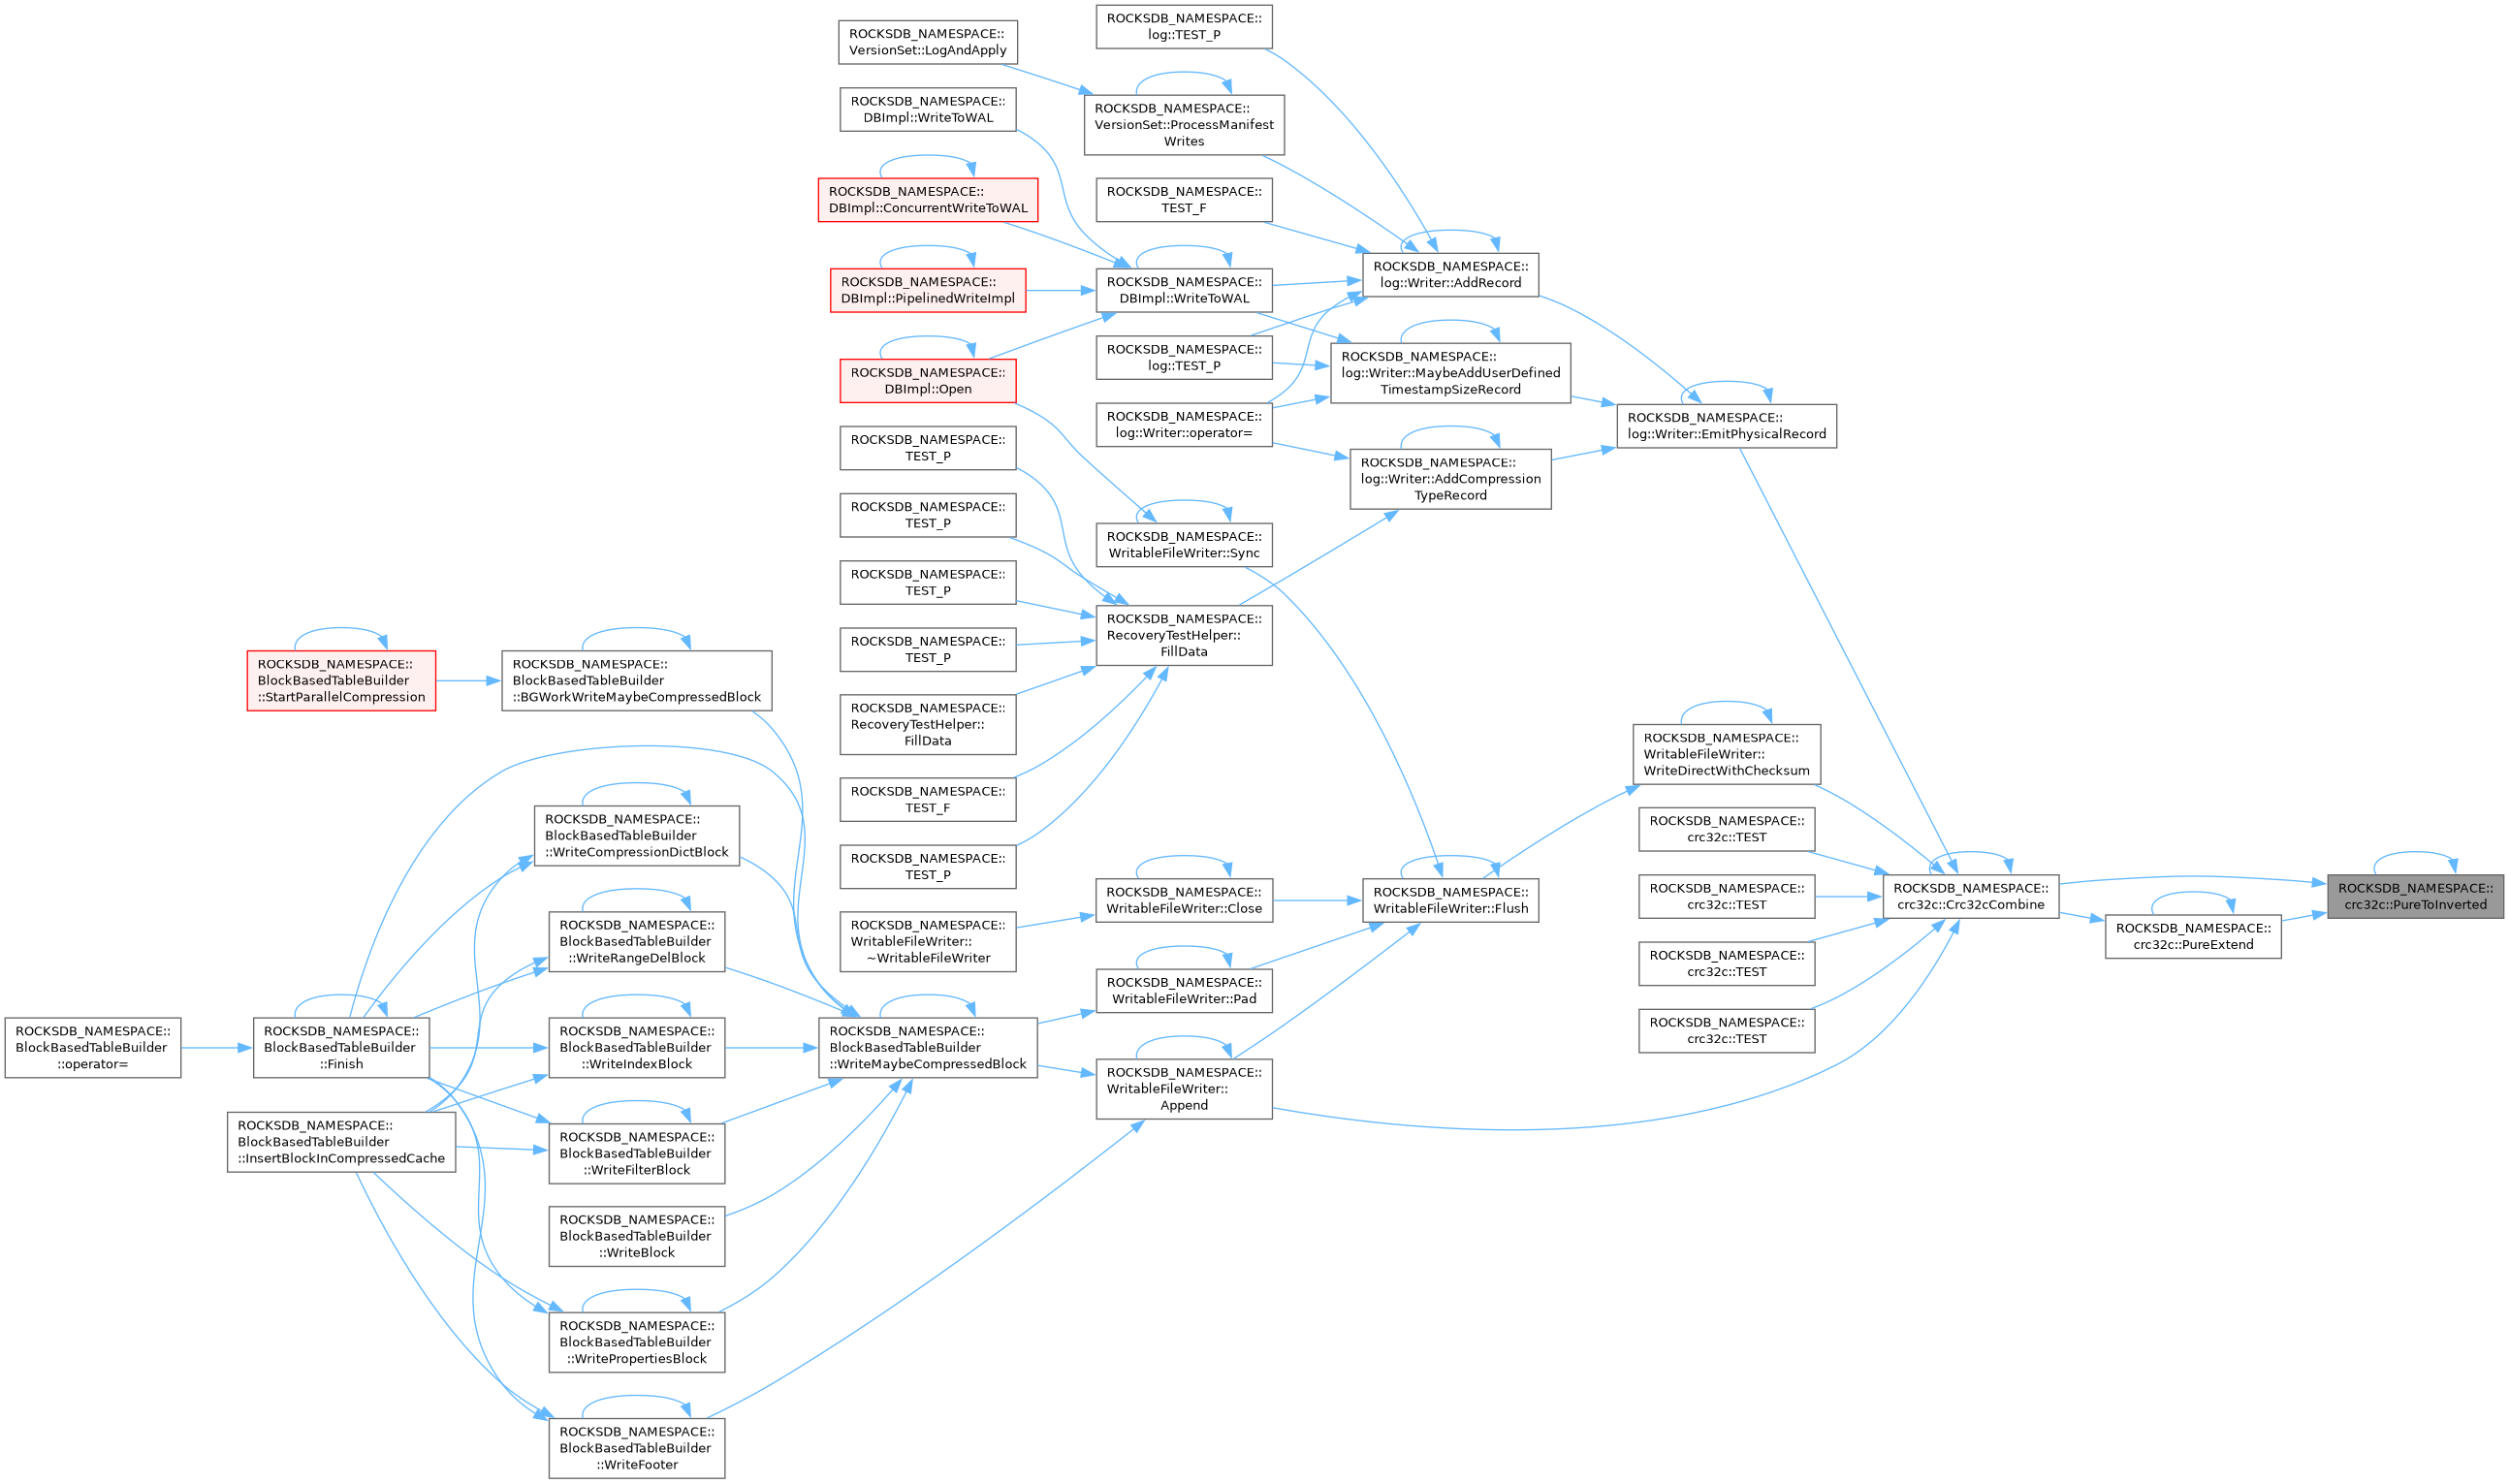 ROCKSDB_NAMESPACE::
log::TEST_P
ROCKSDB_NAMESPACE::
VersionSet::LogAndApply
ROCKSDB_NAMESPACE::
DBImpl::WriteToWAL
ROCKSDB_NAMESPACE::
VersionSet::ProcessManifest
Writes
ROCKSDB_NAMESPACE::
DBImpl::ConcurrentWriteToWAL
ROCKSDB_NAMESPACE::
TEST_F
ROCKSDB_NAMESPACE::
log::Writer::AddRecord
ROCKSDB_NAMESPACE::
DBImpl::PipelinedWriteImpl
ROCKSDB_NAMESPACE::
DBImpl::WriteToWAL
ROCKSDB_NAMESPACE::
DBImpl::Open
ROCKSDB_NAMESPACE::
log::TEST_P
ROCKSDB_NAMESPACE::
log::Writer::MaybeAddUserDefined
TimestampSizeRecord
ROCKSDB_NAMESPACE::
log::Writer::operator=
ROCKSDB_NAMESPACE::
log::Writer::EmitPhysicalRecord
ROCKSDB_NAMESPACE::
TEST_P
ROCKSDB_NAMESPACE::
log::Writer::AddCompression
TypeRecord
ROCKSDB_NAMESPACE::
TEST_P
ROCKSDB_NAMESPACE::
WritableFileWriter::Sync
ROCKSDB_NAMESPACE::
TEST_P
ROCKSDB_NAMESPACE::
RecoveryTestHelper::
FillData
ROCKSDB_NAMESPACE::
TEST_P
ROCKSDB_NAMESPACE::
BlockBasedTableBuilder
::StartParallelCompression
ROCKSDB_NAMESPACE::
BlockBasedTableBuilder
::BGWorkWriteMaybeCompressedBlock
ROCKSDB_NAMESPACE::
RecoveryTestHelper::
FillData
ROCKSDB_NAMESPACE::
WritableFileWriter::
WriteDirectWithChecksum
ROCKSDB_NAMESPACE::
TEST_F
ROCKSDB_NAMESPACE::
BlockBasedTableBuilder
::WriteCompressionDictBlock
ROCKSDB_NAMESPACE::
crc32c::TEST
ROCKSDB_NAMESPACE::
TEST_P
ROCKSDB_NAMESPACE::
WritableFileWriter::Close
ROCKSDB_NAMESPACE::
WritableFileWriter::Flush
ROCKSDB_NAMESPACE::
crc32c::TEST
ROCKSDB_NAMESPACE::
crc32c::Crc32cCombine
ROCKSDB_NAMESPACE::
crc32c::PureToInverted
ROCKSDB_NAMESPACE::
crc32c::PureExtend
ROCKSDB_NAMESPACE::
BlockBasedTableBuilder
::WriteRangeDelBlock
ROCKSDB_NAMESPACE::
WritableFileWriter::
~WritableFileWriter
ROCKSDB_NAMESPACE::
crc32c::TEST
ROCKSDB_NAMESPACE::
WritableFileWriter::Pad
ROCKSDB_NAMESPACE::
crc32c::TEST
ROCKSDB_NAMESPACE::
BlockBasedTableBuilder
::operator=
ROCKSDB_NAMESPACE::
BlockBasedTableBuilder
::Finish
ROCKSDB_NAMESPACE::
BlockBasedTableBuilder
::WriteIndexBlock
ROCKSDB_NAMESPACE::
BlockBasedTableBuilder
::WriteMaybeCompressedBlock
ROCKSDB_NAMESPACE::
WritableFileWriter::
Append
ROCKSDB_NAMESPACE::
BlockBasedTableBuilder
::InsertBlockInCompressedCache
ROCKSDB_NAMESPACE::
BlockBasedTableBuilder
::WriteFilterBlock
ROCKSDB_NAMESPACE::
BlockBasedTableBuilder
::WriteBlock
ROCKSDB_NAMESPACE::
BlockBasedTableBuilder
::WritePropertiesBlock
ROCKSDB_NAMESPACE::
BlockBasedTableBuilder
::WriteFooter